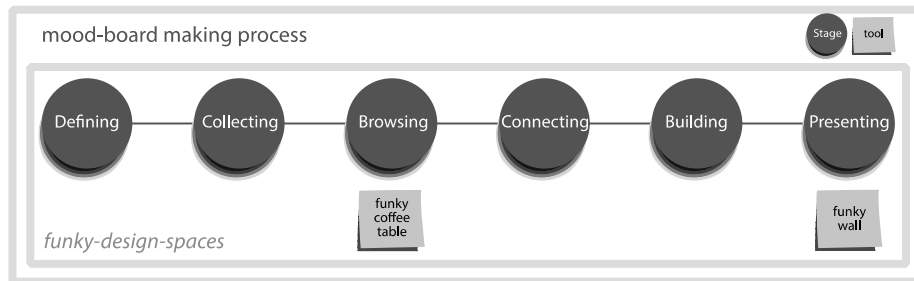 mood-board making process
Stage
tool
Defining
Collecting
Browsing
Connecting
Building
Presenting
funky
coffee
table
funky
wall
funky-design-spaces